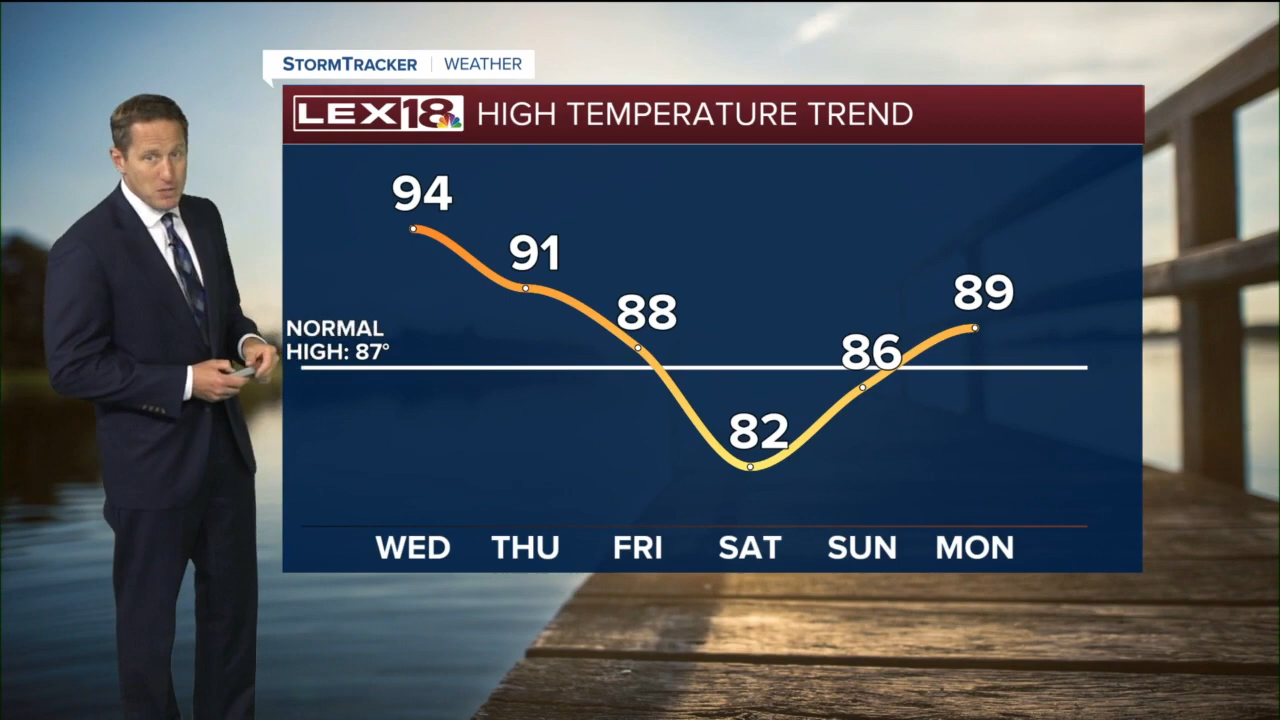 STORMTRACKER WEATHER
LEX18 HIGH TEMPERATURE TREND
94
91
88
89
NORMAL
HIGH: 87°
86
82
WED THU FRI SAT SUN MON